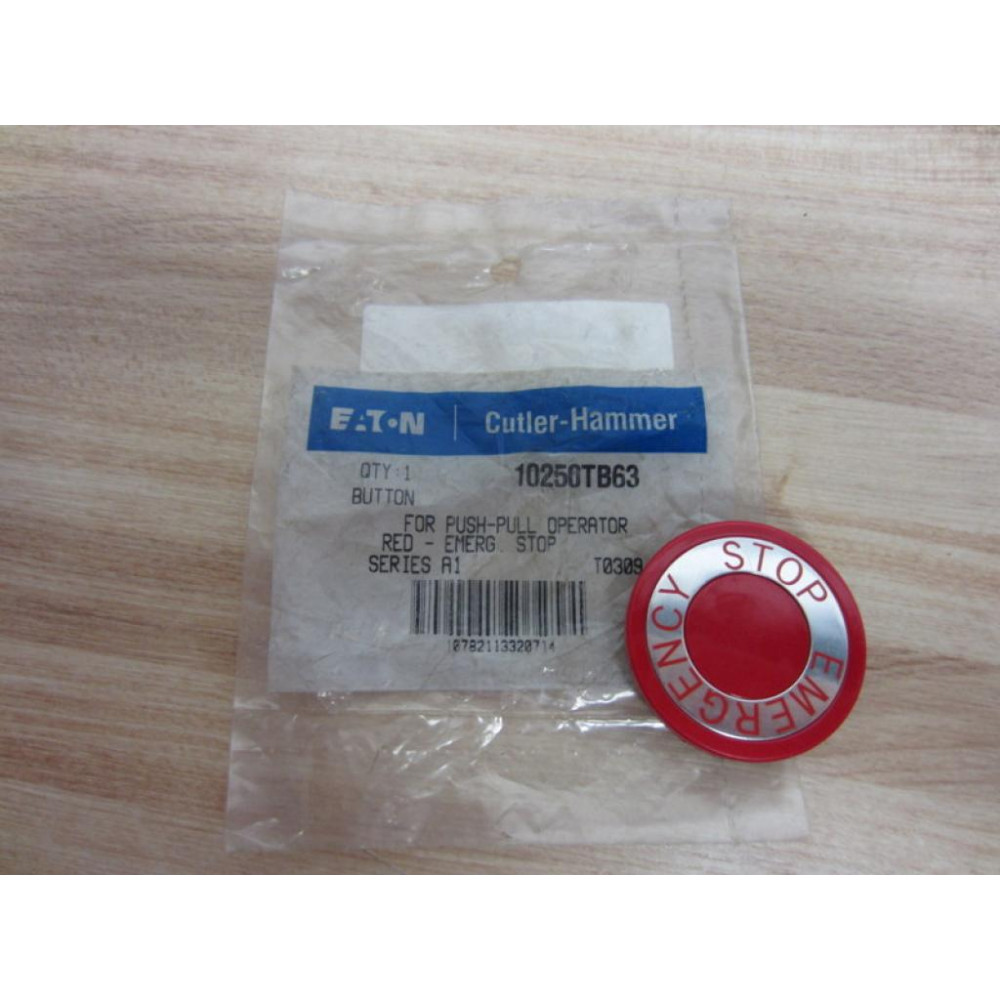 EATON | Cutler-Hammer
QTY:1 10250TB63
BUTTON
FOR PUSH-PULL OPERATOR
RED - EMERG. STOP
SERIES A1 T0309
0782113320714
EMERGENCY STOP